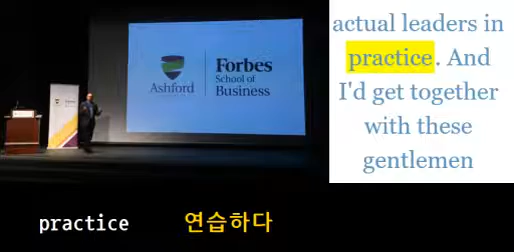 Ashford
UNIVERSITY
Forbes
School of
Business
actual leaders in
practice. And
I'd get together
with these
gentlemen
practice 연습하다